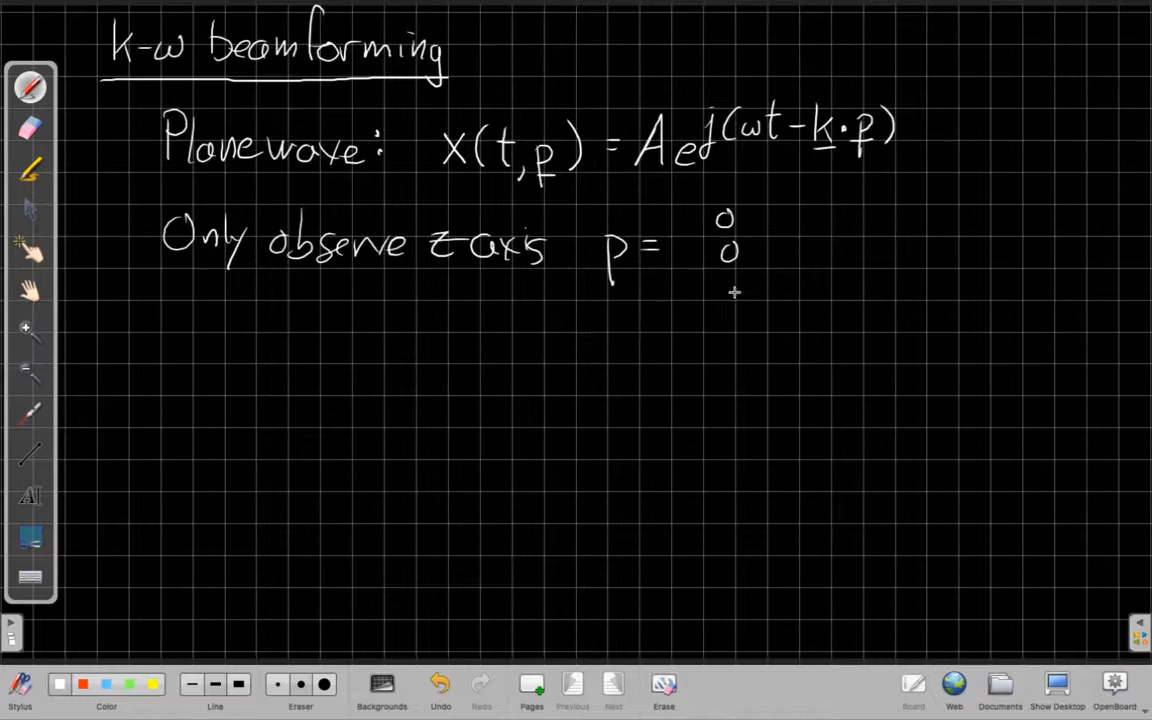 k-ω beamforming
Planewave: x(t,p) = Ae^j(ωt-k·p)
Only observe z axis p = 0
0
Stylus Color Line Eraser Backgrounds Undo Redo Pages Previous Next Erase Board Web Documents Show Desktop OpenBoard